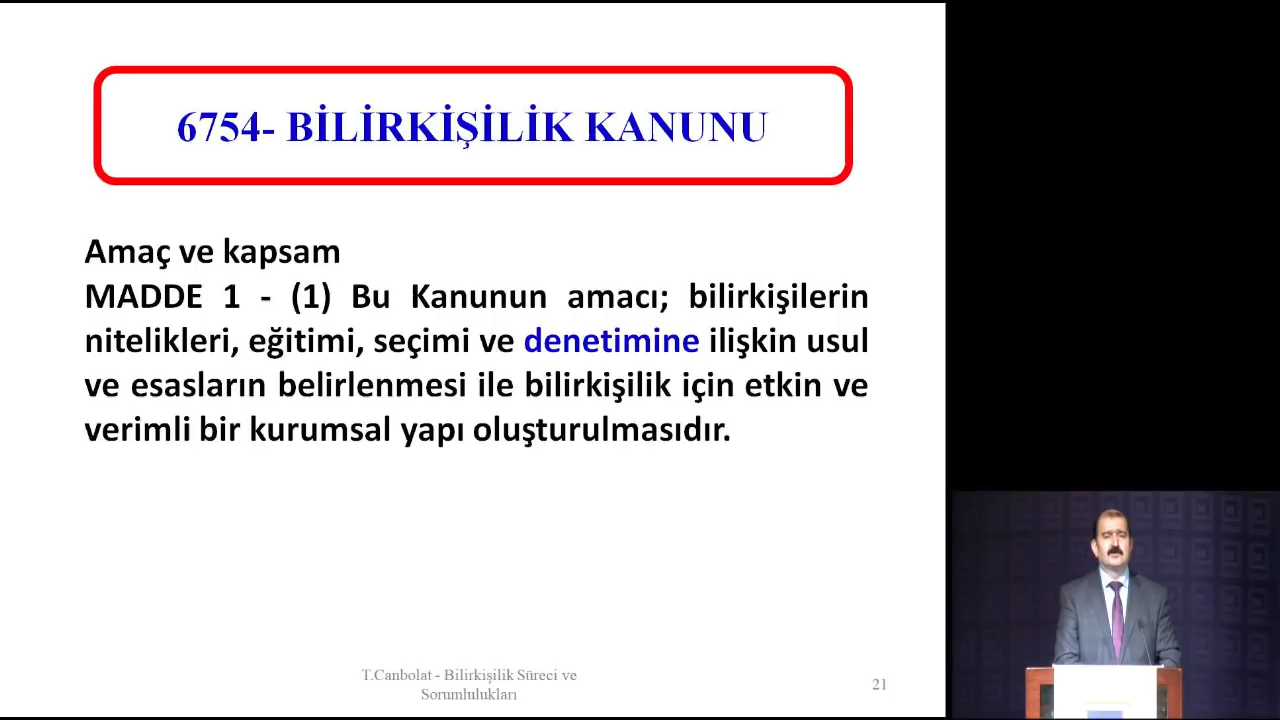 6754- BİLİRKİŞİLİK KANUNU
Amaç ve kapsam
MADDE 1 - (1) Bu Kanunun amacı; bilirkişilerin
nitelikleri, eğitimi, seçimi ve denetimine ilişkin usul
ve esasların belirlenmesi ile bilirkişilik için etkin ve
verimli bir kurumsal yapı oluşturulmasıdır.
T.Canbolat - Bilirkişilik Süreci ve
Sorumlulukları
21